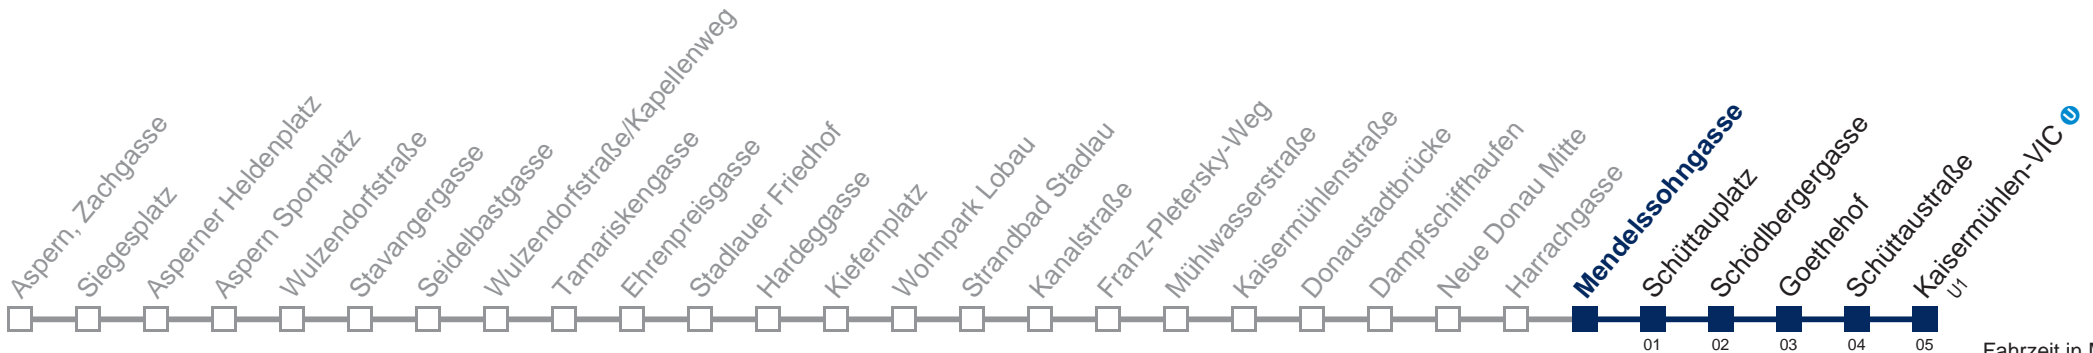 Aspern, Zachgasse
Siegesplatz
Asperner Heldenplatz
Aspern Sportplatz
Wulzendorfstraße
Stavangergasse
Seidelbastgasse
Wulzendorfstraße/Kapellenweg
Tamariskengasse
Ehrenpreisgasse
Stadlauer Friedhof
Hardeggasse
Kiefernplatz
Wohnpark Lobau
Strandbad Stadlau
Kanalstraße
Franz-Pletersky-Weg
Mühlwasserstraße
Kaisermühlenstraße
Donaustadtbrücke
Dampfschiffhaufen
Neue Donau Mitte
Harrachgasse
Mendelssohngasse
Schüttauplatz
Schödlbergergasse
Goethehof
Schüttaustraße
Kaisermühlen-VIC U
U1
01 02 03 04 05
Fahrzeit in